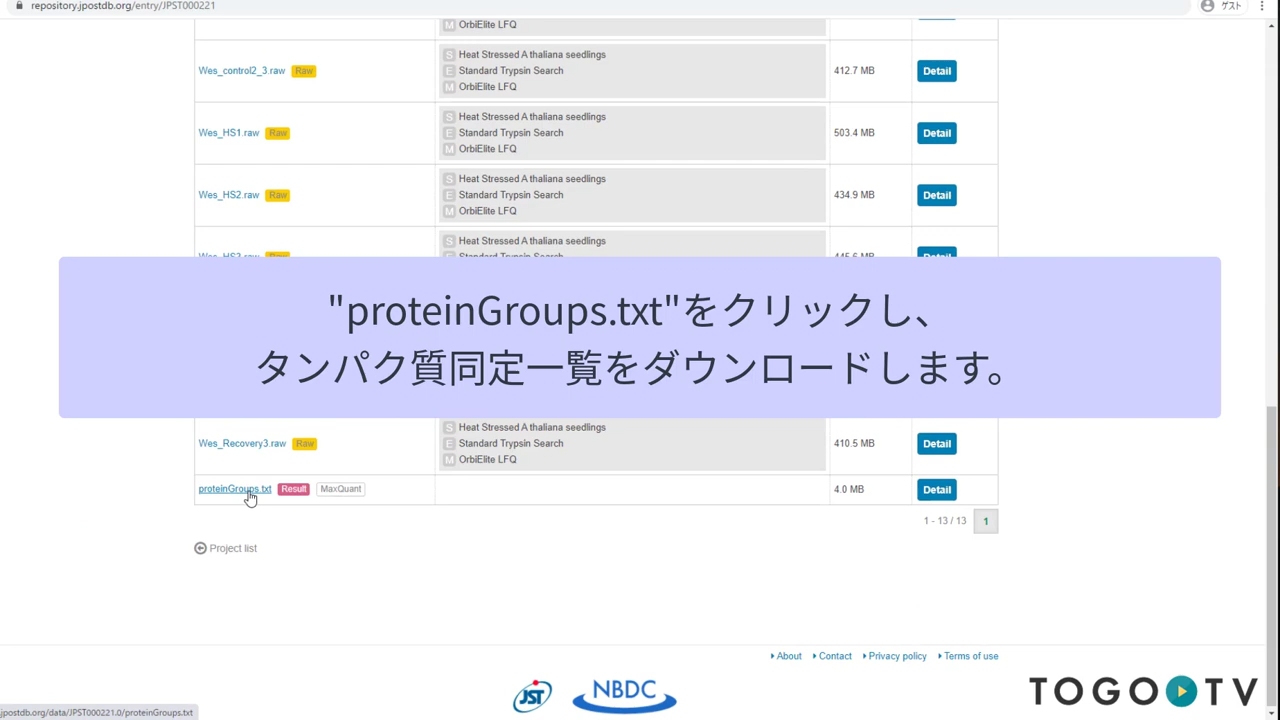 repository.jpostdb.org/entry/JPST000221
ゲスト
M OrbiElite LFQ
Wes_control2_3.raw Raw
S Heat Stressed A thaliana seedlings
E Standard Trypsin Search
M OrbiElite LFQ
412.7 MB
Detail
Wes_HS1.raw Raw
S Heat Stressed A thaliana seedlings
E Standard Trypsin Search
M OrbiElite LFQ
503.4 MB
Detail
Wes_HS2.raw Raw
S Heat Stressed A thaliana seedlings
E Standard Trypsin Search
M OrbiElite LFQ
434.9 MB
Detail
S Heat Stressed A thaliana seedlings
"proteinGroups.txt"をクリックし、
タンパク質同定一覧をダウンロードします。
Wes_Recovery3.raw Raw
S Heat Stressed A thaliana seedlings
E Standard Trypsin Search
M OrbiElite LFQ
410.5 MB
Detail
proteinGroups.txt Result MaxQuant
4.0 MB
Detail
1 - 13 / 13 1
Project list
About Contact Privacy policy Terms of use
JST
NBDC
TOGO TV
jpostdb.org/data/JPST000221.0/proteinGroups.txt